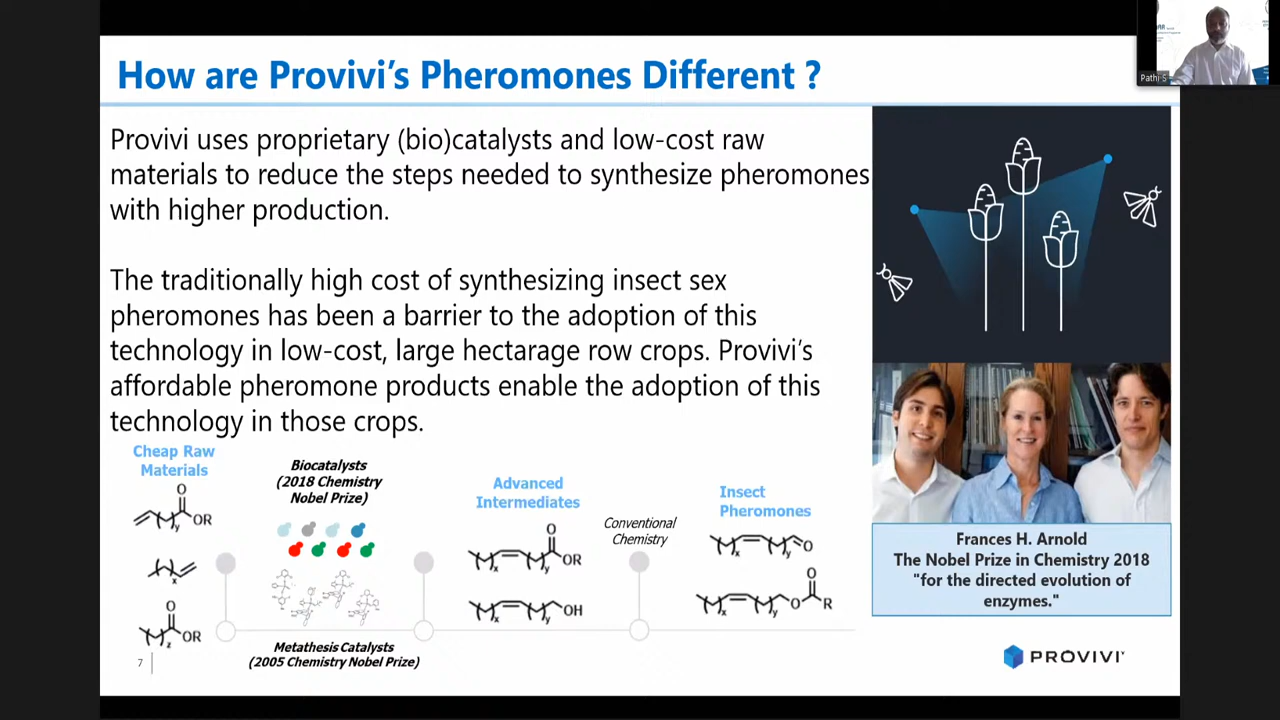 How are Provivi's Pheromones Different ?
Provivi uses proprietary (bio)catalysts and low-cost raw
materials to reduce the steps needed to synthesize pheromones
with higher production.
The traditionally high cost of synthesizing insect sex
pheromones has been a barrier to the adoption of this
technology in low-cost, large hectarage row crops. Provivi's
affordable pheromone products enable the adoption of this
technology in those crops.
Cheap Raw
Materials
Biocatalysts
(2018 Chemistry
Nobel Prize)
Metathesis Catalysts
(2005 Chemistry Nobel Prize)
Advanced
Intermediates
Conventional
Chemistry
Insect
Pheromones
O
OR
x
y
O
OR
z
O
OR
x
y
OH
x
y
O
x
y
O
O
R
x
y
Frances H. Arnold
The Nobel Prize in Chemistry 2018
"for the directed evolution of
enzymes."
7
PROVIVI
Pathi S